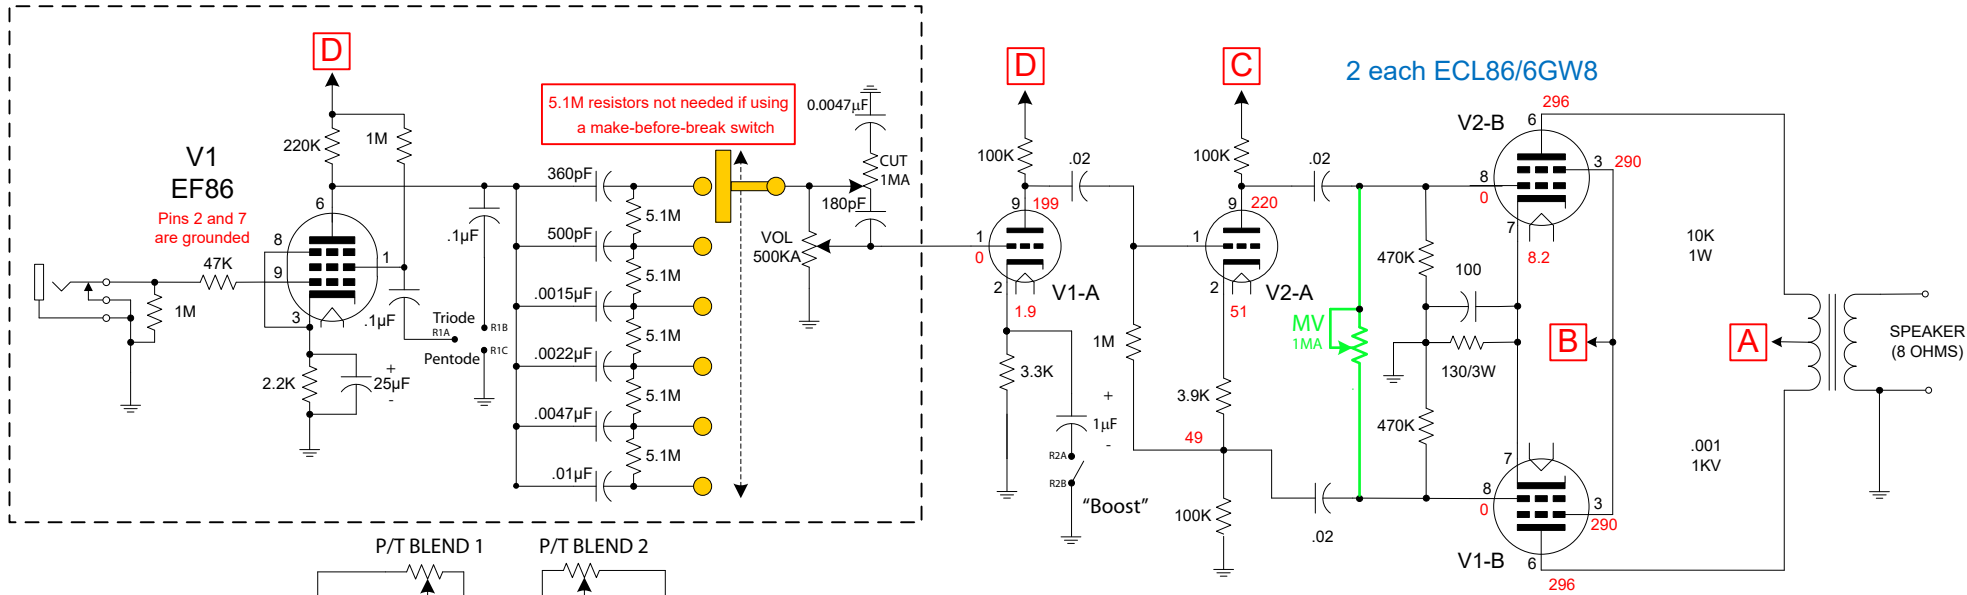 D
D
C
2 each ECL86/6GW8
5.1M resistors not needed if using
a make-before-break switch
V1
EF86
Pins 2 and 7
are grounded
220K
1M
6
8
9
1
3
47K
1M
.1µF
.1µF
2.2K
+
25µF
-
Triode
R1A
R1B
Pentode
R1C
360pF
500pF
.0015µF
.0022µF
.0047µF
.01µF
5.1M
5.1M
5.1M
5.1M
5.1M
0.0047µF
CUT
1MA
180pF
VOL
500KA
100K
.02
9
199
1
0
2
V1-A
1.9
3.3K
+
1µF
-
R2A
R2B
"Boost"
1M
100K
.02
9
220
1
2
V2-A
51
3.9K
49
100K
.02
MV
1MA
470K
100
130/3W
470K
V2-B
296
6
3
290
8
0
7
8.2
B
7
8
0
3
290
V1-B
6
296
10K
1W
.001
1KV
A
SPEAKER
(8 OHMS)
P/T BLEND 1
P/T BLEND 2